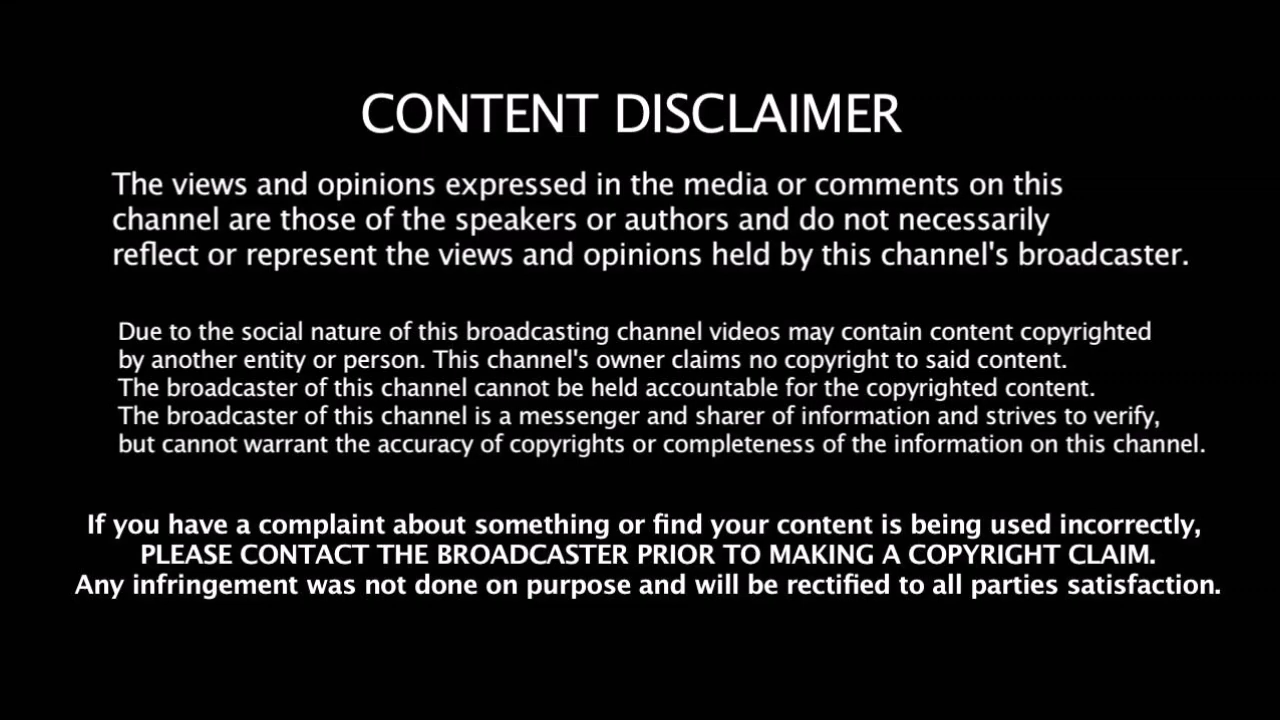 CONTENT DISCLAIMER
The views and opinions expressed in the media or comments on this
channel are those of the speakers or authors and do not necessarily
reflect or represent the views and opinions held by this channel's broadcaster.
Due to the social nature of this broadcasting channel videos may contain content copyrighted
by another entity or person. This channel's owner claims no copyright to said content.
The broadcaster of this channel cannot be held accountable for the copyrighted content.
The broadcaster of this channel is a messenger and sharer of information and strives to verify,
but cannot warrant the accuracy of copyrights or completeness of the information on this channel.
If you have a complaint about something or find your content is being used incorrectly,
PLEASE CONTACT THE BROADCASTER PRIOR TO MAKING A COPYRIGHT CLAIM.
Any infringement was not done on purpose and will be rectified to all parties satisfaction.